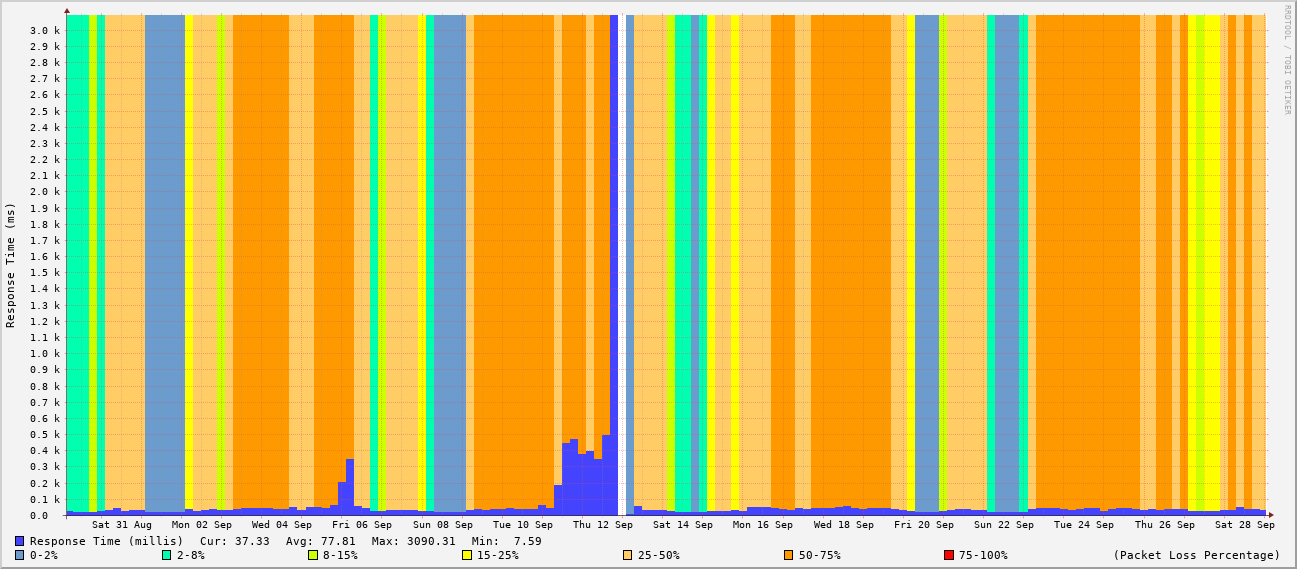 RRDTOOL / TOBI OETIKER
Response Time (ms)
3.0 k
2.9 k
2.8 k
2.7 k
2.6 k
2.5 k
2.4 k
2.3 k
2.2 k
2.1 k
2.0 k
1.9 k
1.8 k
1.7 k
1.6 k
1.5 k
1.4 k
1.3 k
1.2 k
1.1 k
1.0 k
0.9 k
0.8 k
0.7 k
0.6 k
0.5 k
0.4 k
0.3 k
0.2 k
0.1 k
0.0
Sat 31 Aug Mon 02 Sep Wed 04 Sep Fri 06 Sep Sun 08 Sep Tue 10 Sep Thu 12 Sep Sat 14 Sep Mon 16 Sep Wed 18 Sep Fri 20 Sep Sun 22 Sep Tue 24 Sep Thu 26 Sep Sat 28 Sep
Response Time (millis) Cur: 37.33 Avg: 77.81 Max: 3090.31 Min: 7.59
0-2% 2-8% 8-15% 15-25% 25-50% 50-75% 75-100% (Packet Loss Percentage)